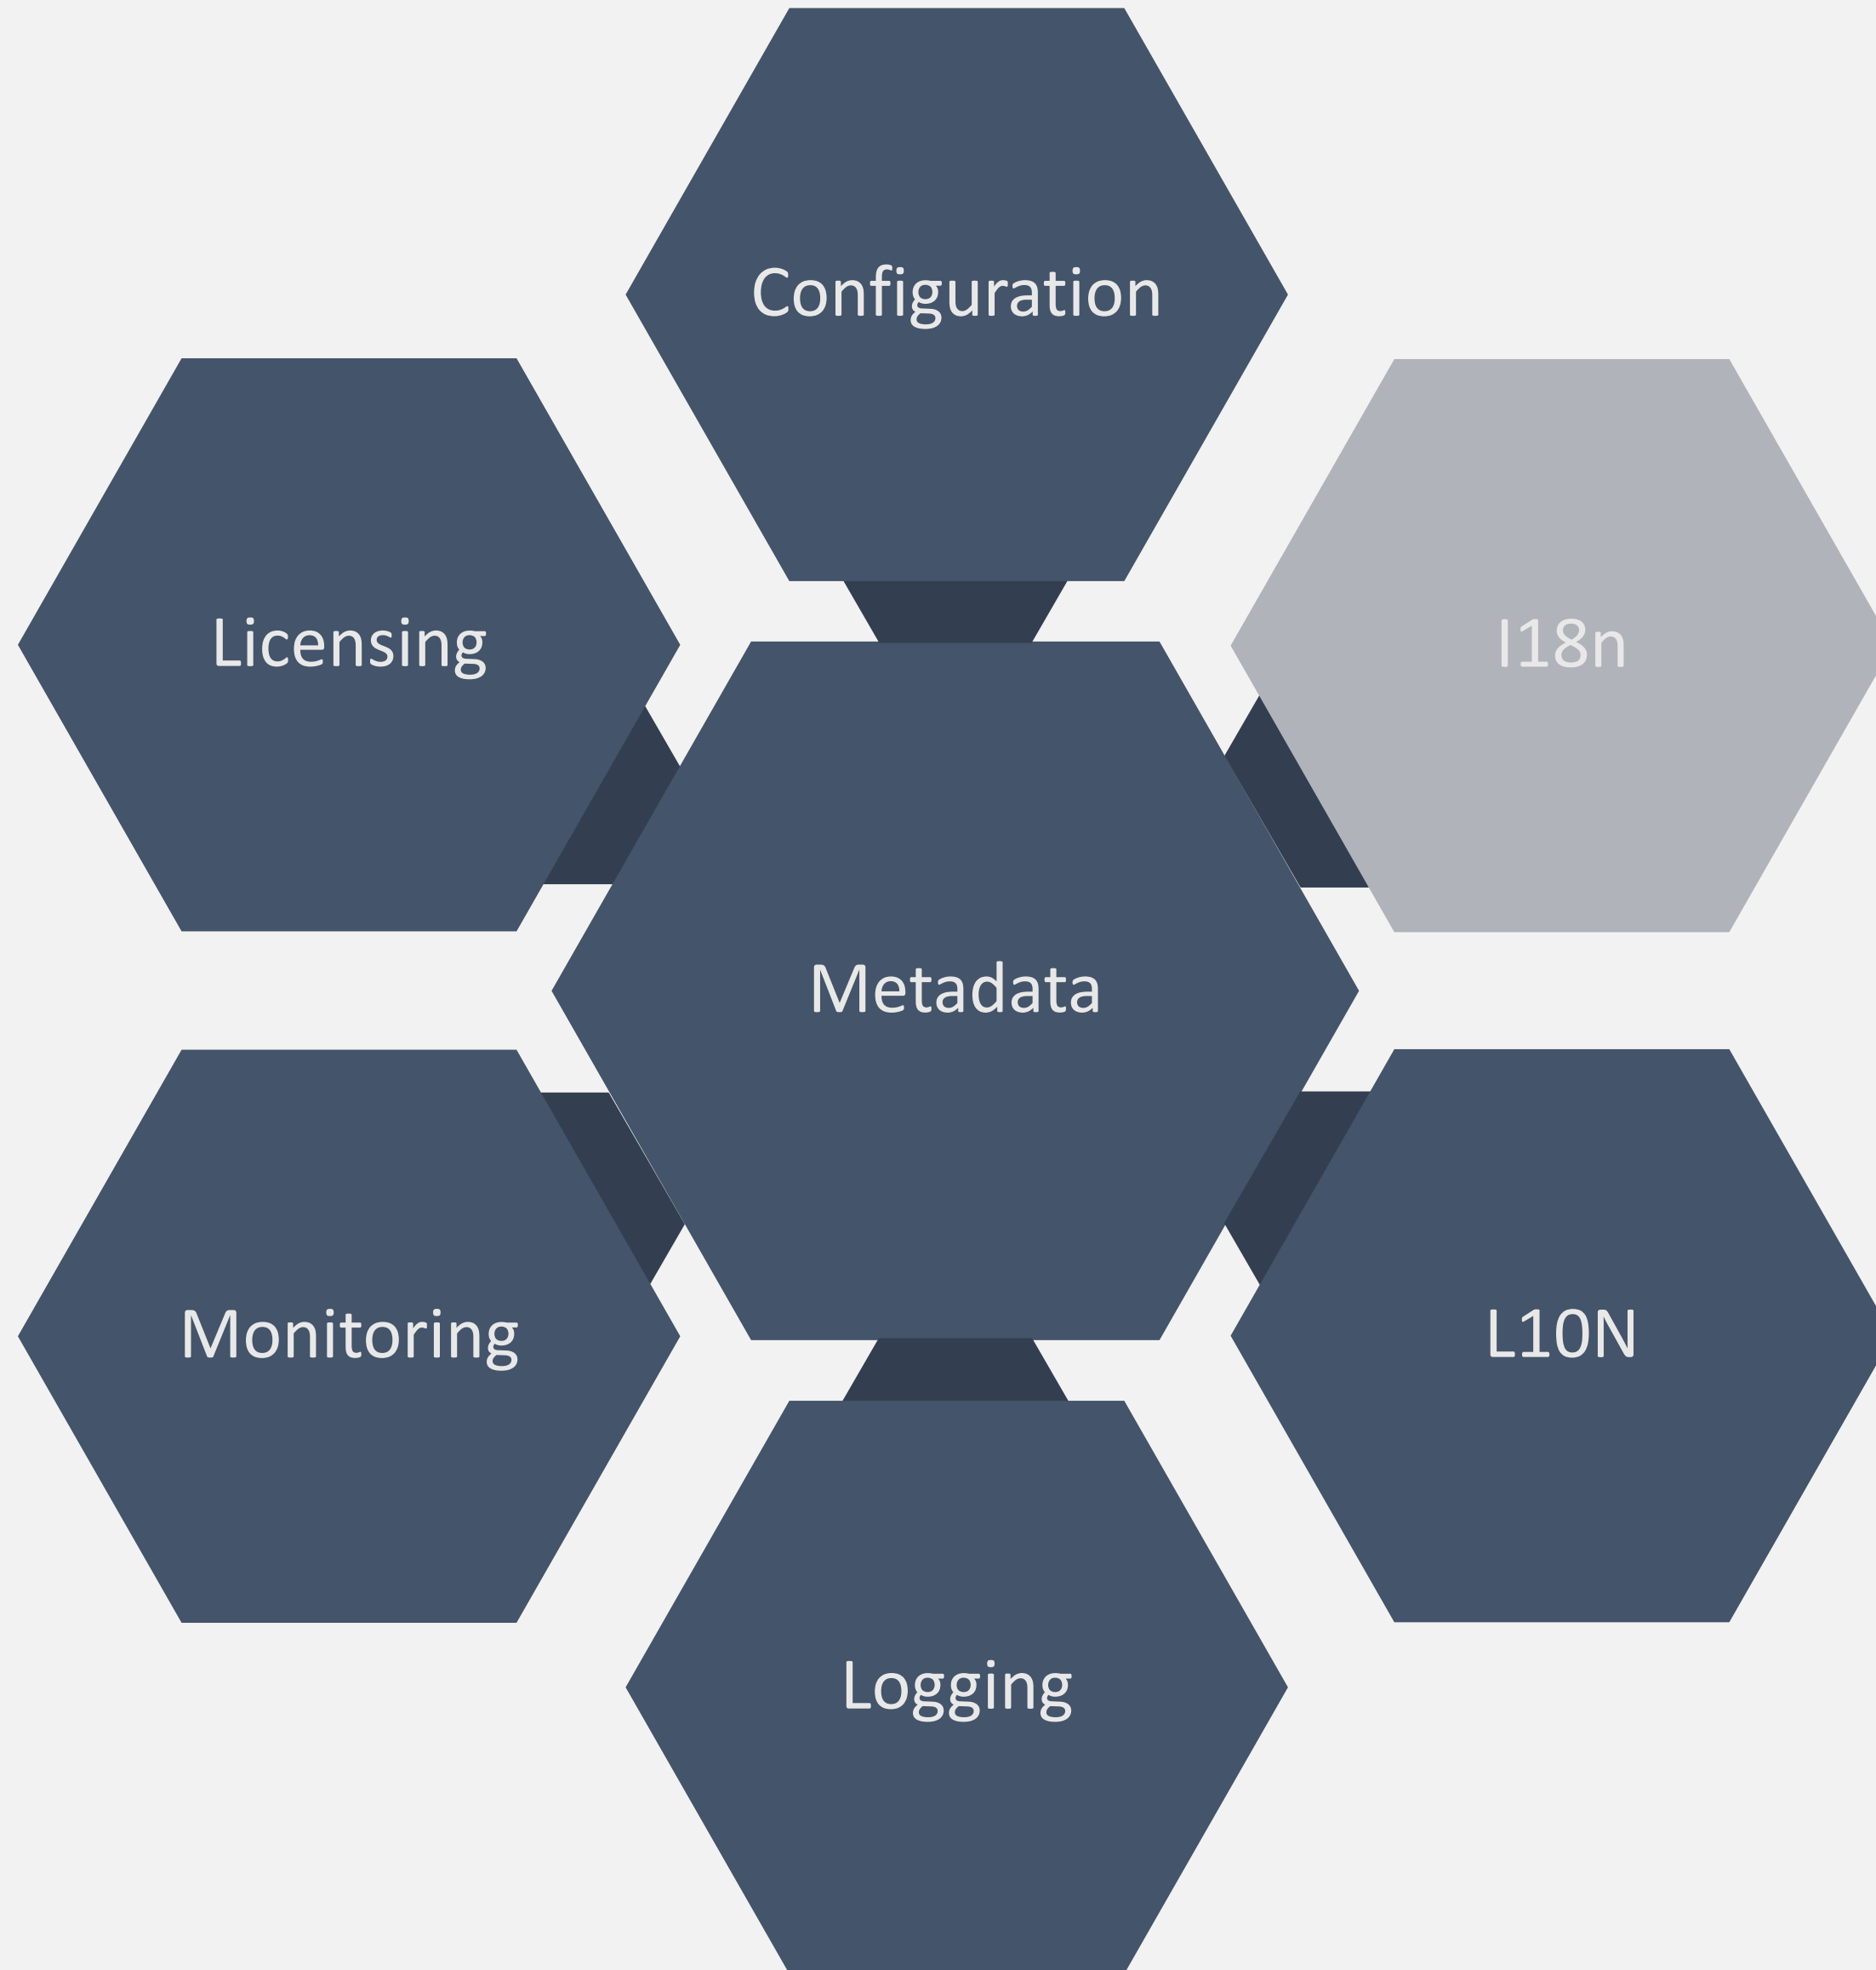 Configuration
Licensing
I18n
Metadata
Monitoring
L10N
Logging